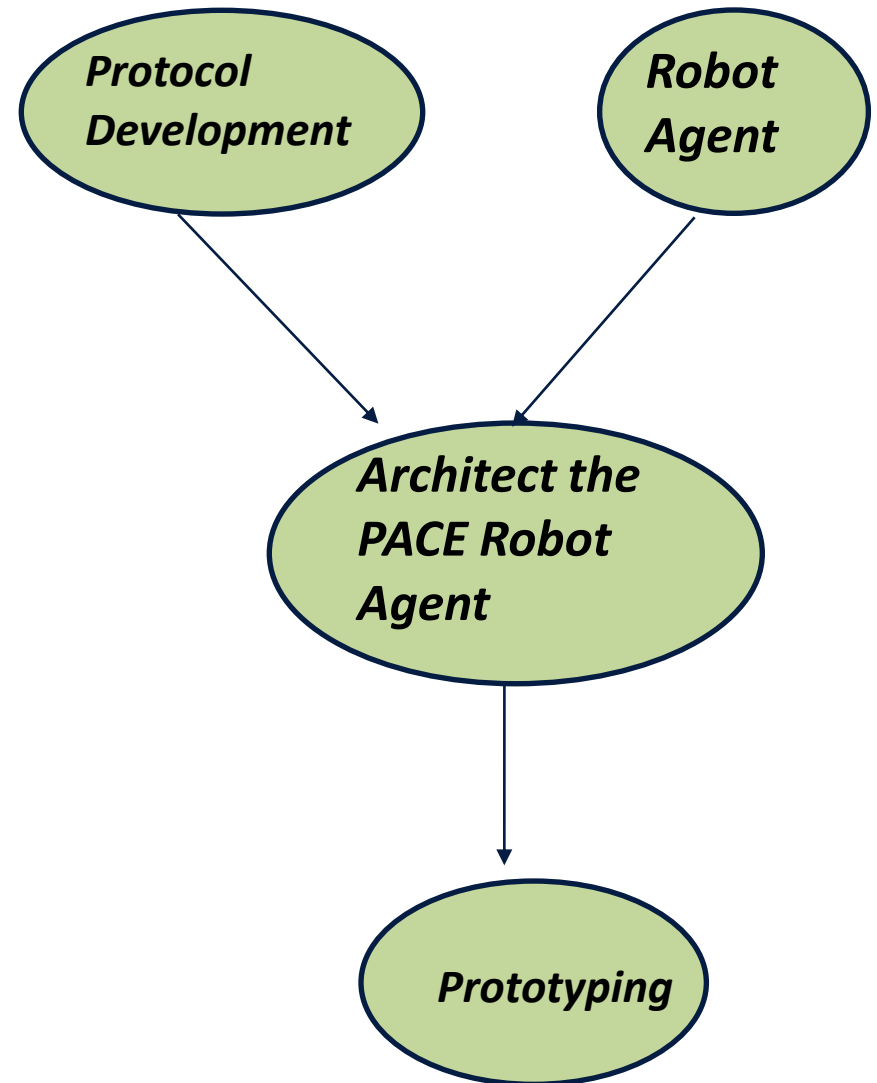 Protocol
Development
Robot
Agent
Architect the
PACE Robot
Agent
Prototyping